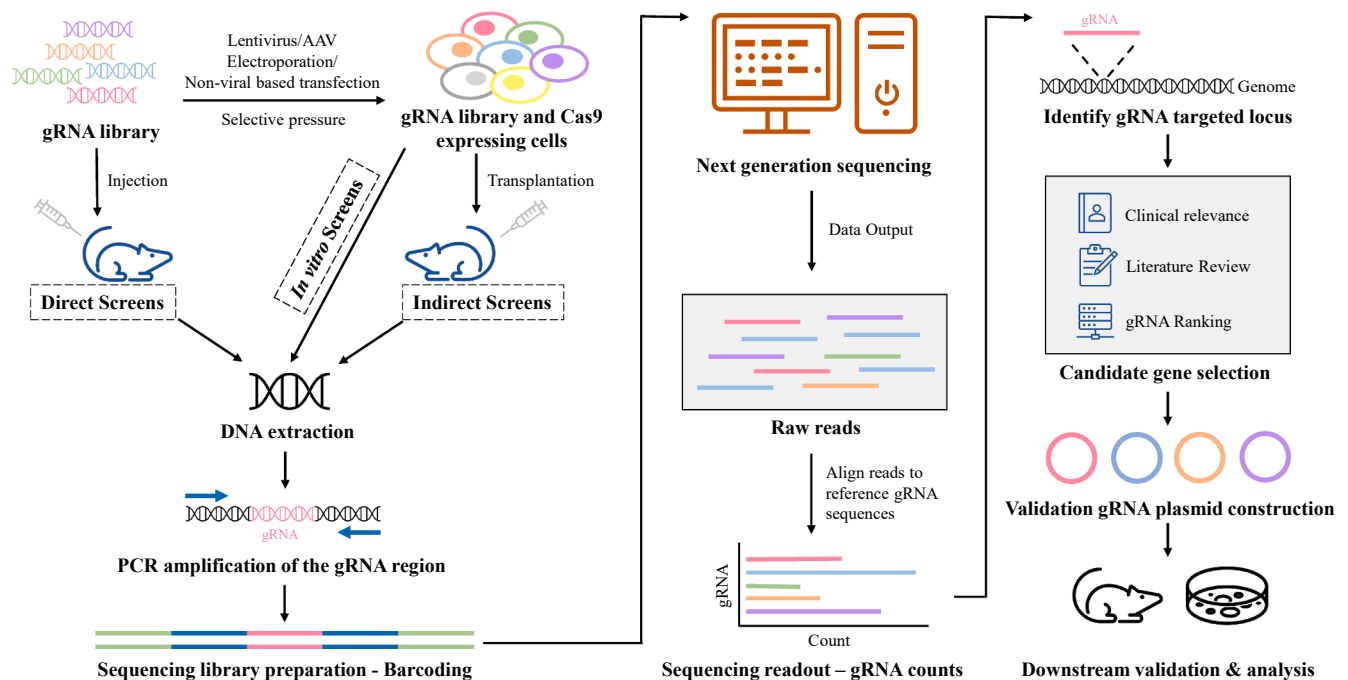 Lentivirus/AAV
Electroporation/
Non-viral based transfection
Selective pressure
gRNA library
gRNA library and Cas9
expressing cells
Injection
Transplantation
In vitro Screens
Direct Screens
Indirect Screens
DNA extraction
gRNA
PCR amplification of the gRNA region
Sequencing library preparation - Barcoding
Next generation sequencing
Data Output
Raw reads
Align reads to
reference gRNA
sequences
gRNA
Count
Sequencing readout – gRNA counts
gRNA
Genome
Identify gRNA targeted locus
Clinical relevance
Literature Review
gRNA Ranking
Candidate gene selection
Validation gRNA plasmid construction
Downstream validation & analysis